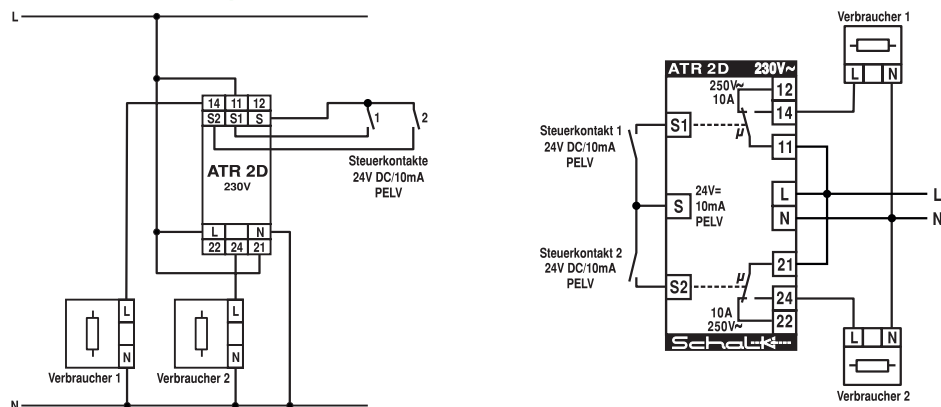 L
14 11 12
S2 S1 S
ATR 2D
230V
L N
22 24 21
1 2
Steuerkontakte
24V DC/10mA
PELV
L
N
Verbraucher 1
L
N
Verbraucher 2
N
Verbraucher 1
L N
ATR 2D 230V~
250V~
10A
12
14
S1
µ
11
Steuerkontakt 1
24V DC/10mA
PELV
S
24V=
10mA
PELV
L
N
L
N
Steuerkontakt 2
24V DC/10mA
PELV
S2
µ
21
24
22
10A
250V~
Schalk
L N
Verbraucher 2